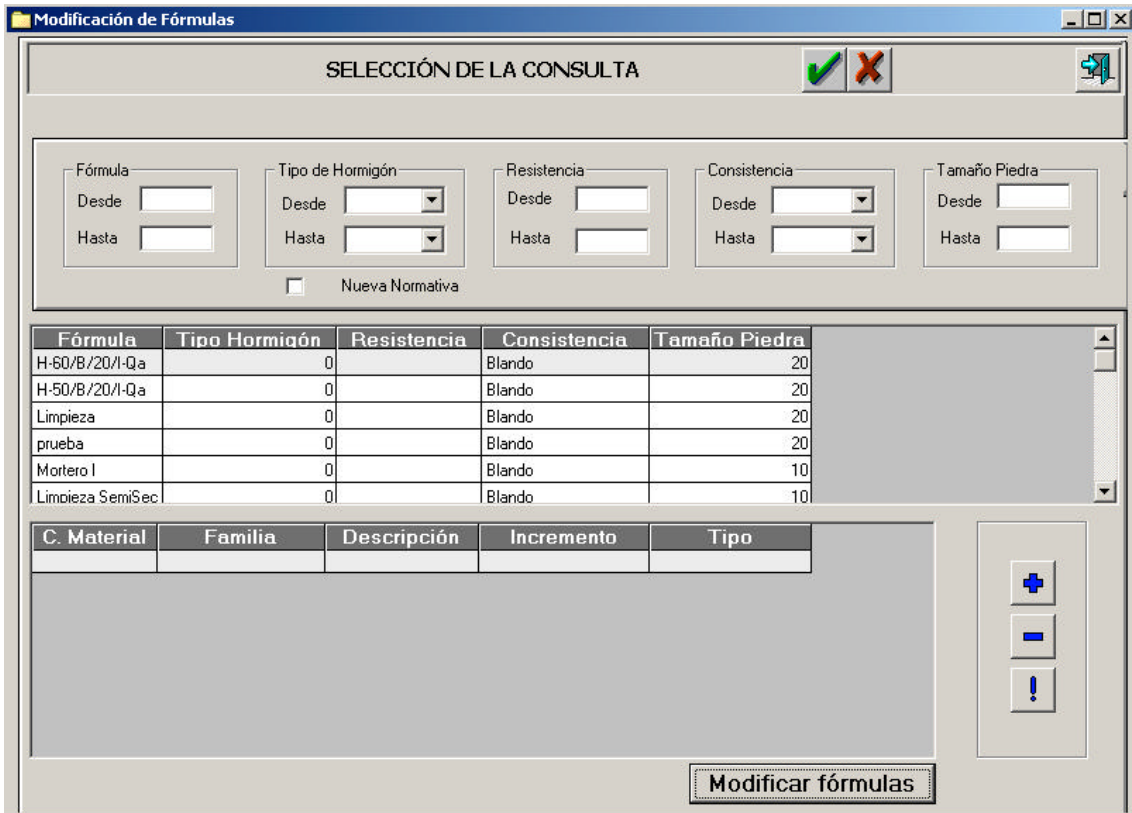 Modificación de Fórmulas
SELECCIÓN DE LA CONSULTA
Fórmula Tipo de Hormigón Resistencia Consistencia Tamaño Piedra
Desde Desde Desde Desde Desde
Hasta Hasta Hasta Hasta Hasta
Nueva Normativa
Fórmula Tipo Hormigón Resistencia Consistencia Tamaño Piedra
H-60/B/20/I-Qa 0 Blando 20
H-50/B/20/I-Qa 0 Blando 20
Limpieza 0 Blando 20
prueba 0 Blando 20
Mortero I 0 Blando 10
Limpieza SemiSec 0 Blando 10
C. Material Familia Descripción Incremento Tipo
Modificar fórmulas